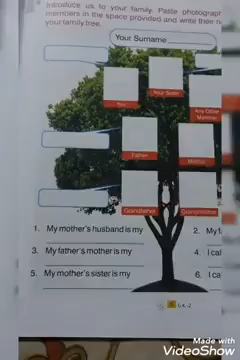 Introduce us to your family. Paste photograp
members in the space provided and write their n
your family tree.
Your Surname
You
Your Sister
Any Other
Member
Father
Mother
Grandfather
Grandmother
1. My mother's husband is my
2. My f
3. My father's mother is my
4. I cal
5. My mother's sister is my
6. I ca
G.K.-2
Made with
VideoShow